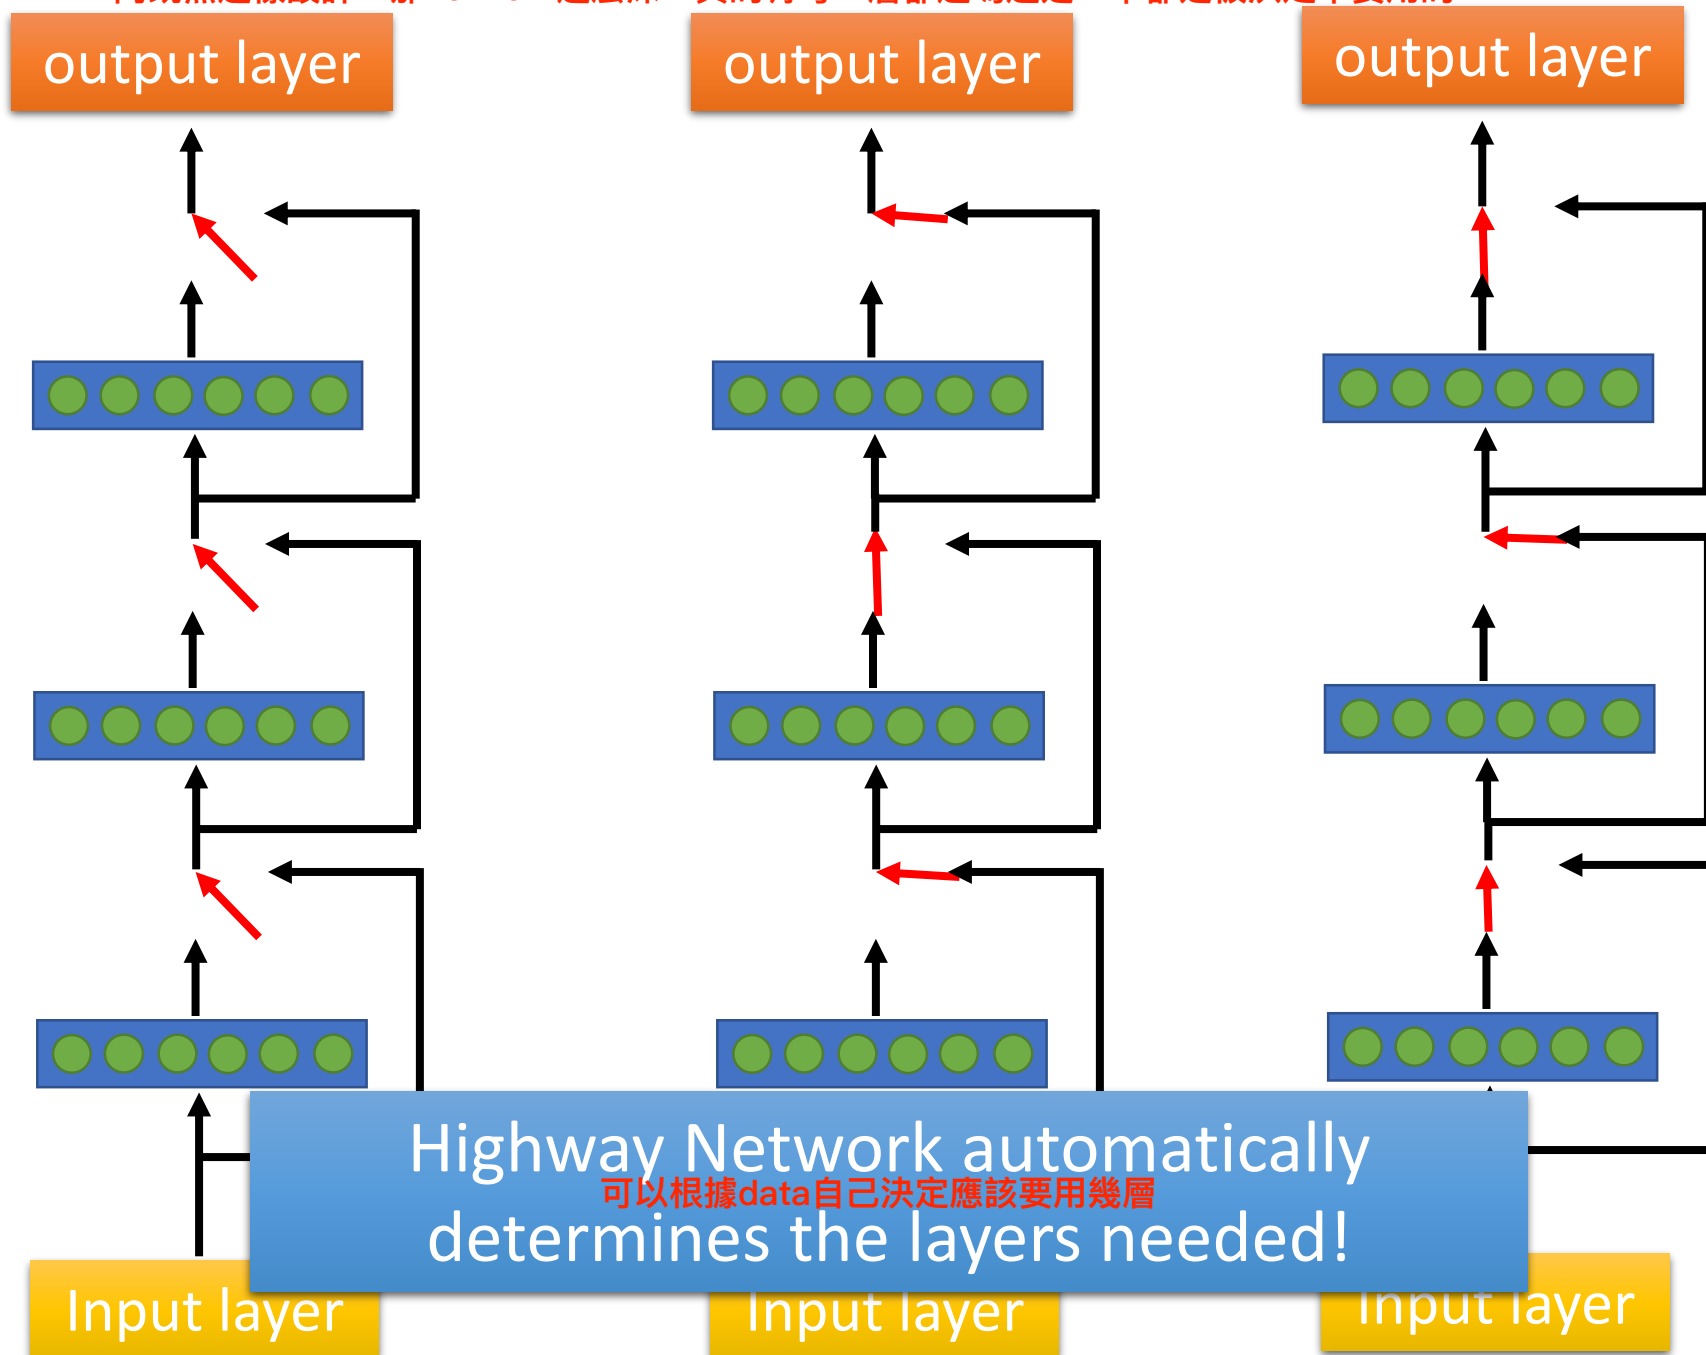 output layer
output layer
output layer
Highway Network automatically
可以根據data自己決定應該要用幾層
determines the layers needed!
Input layer
Input layer
Input layer